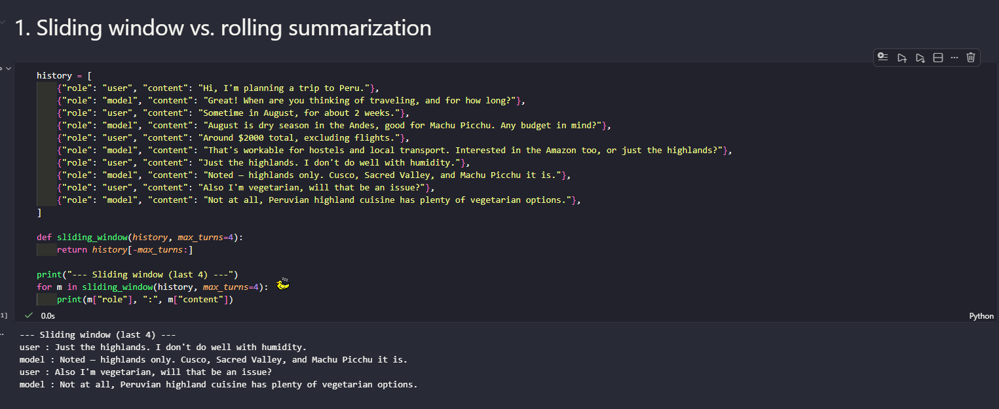 1. Sliding window vs. rolling summarization
history = [
    {"role": "user", "content": "Hi, I'm planning a trip to Peru."},
    {"role": "model", "content": "Great! When are you thinking of traveling, and for how long?"},
    {"role": "user", "content": "Sometime in August, for about 2 weeks."},
    {"role": "model", "content": "August is dry season in the Andes, good for Machu Picchu. Any budget in mind?"},
    {"role": "user", "content": "Around $2000 total, excluding flights."},
    {"role": "model", "content": "That's workable for hostels and local transport. Interested in the Amazon too, or just the highlands?"},
    {"role": "user", "content": "Just the highlands. I don't do well with humidity."},
    {"role": "model", "content": "Noted — highlands only. Cusco, Sacred Valley, and Machu Picchu it is."},
    {"role": "user", "content": "Also I'm vegetarian, will that be an issue?"},
    {"role": "model", "content": "Not at all, Peruvian highland cuisine has plenty of vegetarian options."},
]
def sliding_window(history, max_turns=4):
    return history[-max_turns:]
print("--- Sliding window (last 4) ---")
for m in sliding_window(history, max_turns=4):
    print(m["role"], ":", m["content"])
1]
0.0s
Python
--- Sliding window (last 4) ---
user : Just the highlands. I don't do well with humidity.
model : Noted — highlands only. Cusco, Sacred Valley, and Machu Picchu it is.
user : Also I'm vegetarian, will that be an issue?
model : Not at all, Peruvian highland cuisine has plenty of vegetarian options.